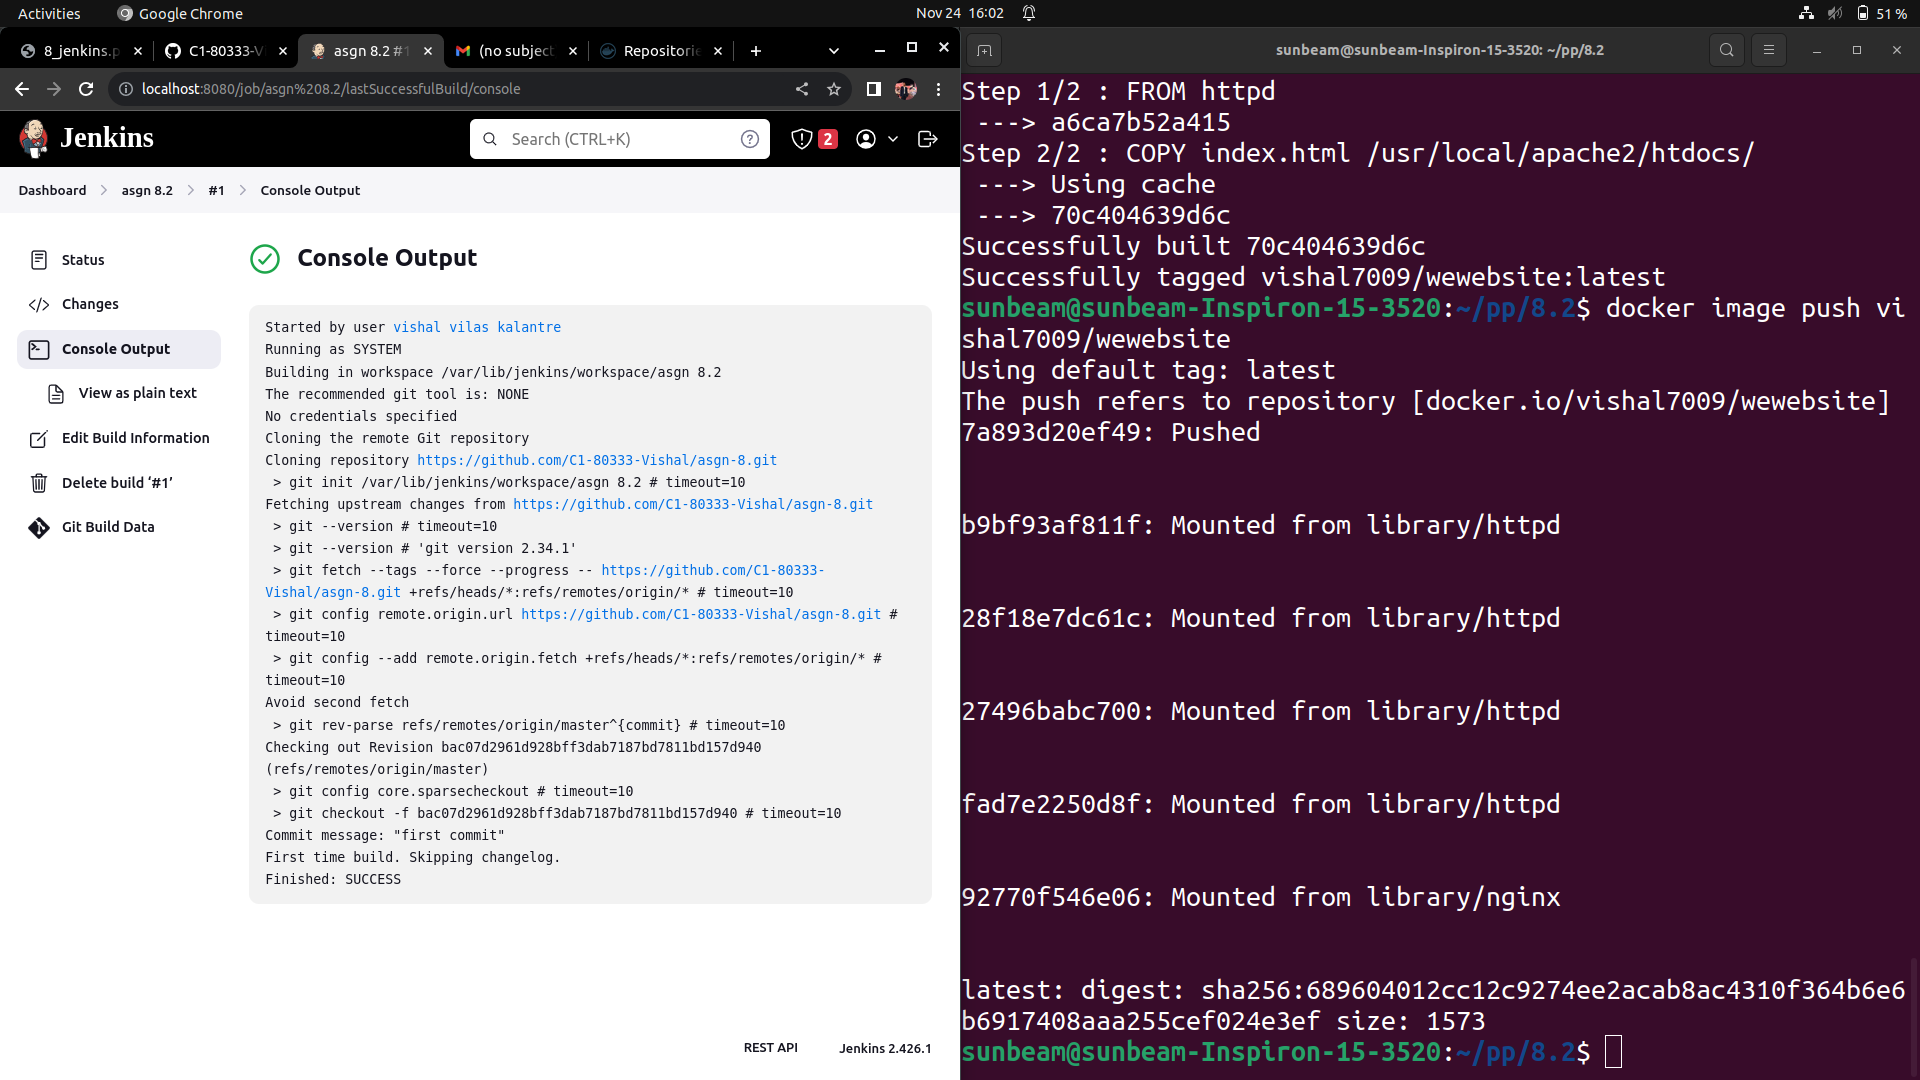 Activities
Google Chrome
Nov 24 16:02
51 %
8_jenkins.p
C1-80333-V
asgn 8.2 #1
(no subject
Repositorie
localhost:8080/job/asgn%208.2/lastSuccessfulBuild/console
Jenkins
Search (CTRL+K)
2
Dashboard
asgn 8.2
#1
Console Output
Status
Changes
Console Output
View as plain text
Edit Build Information
Delete build ‘#1’
Git Build Data
Console Output
Started by user vishal vilas kalantre
Running as SYSTEM
Building in workspace /var/lib/jenkins/workspace/asgn 8.2
The recommended git tool is: NONE
No credentials specified
Cloning the remote Git repository
Cloning repository https://github.com/C1-80333-Vishal/asgn-8.git
> git init /var/lib/jenkins/workspace/asgn 8.2 # timeout=10
Fetching upstream changes from https://github.com/C1-80333-Vishal/asgn-8.git
> git --version # timeout=10
> git --version # 'git version 2.34.1'
> git fetch --tags --force --progress -- https://github.com/C1-80333-
Vishal/asgn-8.git +refs/heads/*:refs/remotes/origin/* # timeout=10
> git config remote.origin.url https://github.com/C1-80333-Vishal/asgn-8.git #
timeout=10
> git config --add remote.origin.fetch +refs/heads/*:refs/remotes/origin/* #
timeout=10
Avoid second fetch
> git rev-parse refs/remotes/origin/master^{commit} # timeout=10
Checking out Revision bac07d2961d928bff3dab7187bd7811bd157d940
(refs/remotes/origin/master)
> git config core.sparsecheckout # timeout=10
> git checkout -f bac07d2961d928bff3dab7187bd7811bd157d940 # timeout=10
Commit message: "first commit"
First time build. Skipping changelog.
Finished: SUCCESS
REST API
Jenkins 2.426.1
sunbeam@sunbeam-Inspiron-15-3520: ~/pp/8.2
Step 1/2 : FROM httpd
---> a6ca7b52a415
Step 2/2 : COPY index.html /usr/local/apache2/htdocs/
---> Using cache
---> 70c404639d6c
Successfully built 70c404639d6c
Successfully tagged vishal7009/wewebsite:latest
sunbeam@sunbeam-Inspiron-15-3520:~/pp/8.2$ docker image push vi
shal7009/wewebsite
Using default tag: latest
The push refers to repository [docker.io/vishal7009/wewebsite]
7a893d20ef49: Pushed
b9bf93af811f: Mounted from library/httpd
28f18e7dc61c: Mounted from library/httpd
27496babc700: Mounted from library/httpd
fad7e2250d8f: Mounted from library/httpd
92770f546e06: Mounted from library/nginx
latest: digest: sha256:689604012cc12c9274ee2acab8ac4310f364b6e6
b6917408aaa255cef024e3ef size: 1573
sunbeam@sunbeam-Inspiron-15-3520:~/pp/8.2$